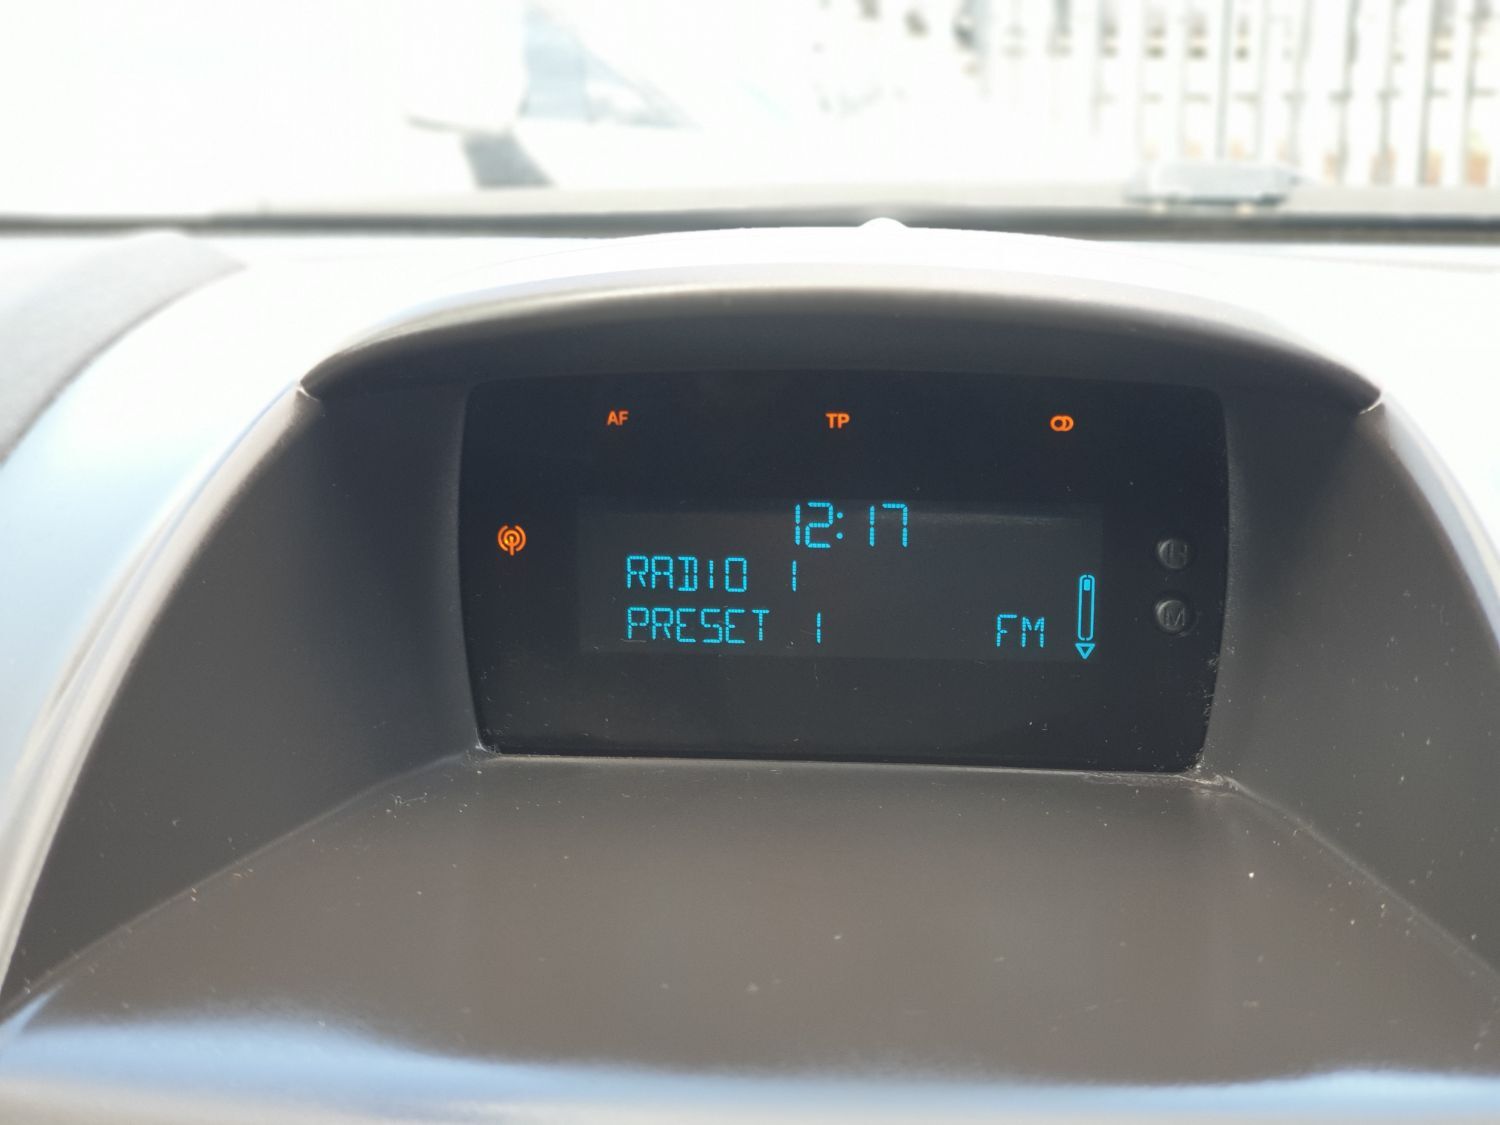 AF TP
12:17
RADIO 1
PRESET 1 FM
H
M